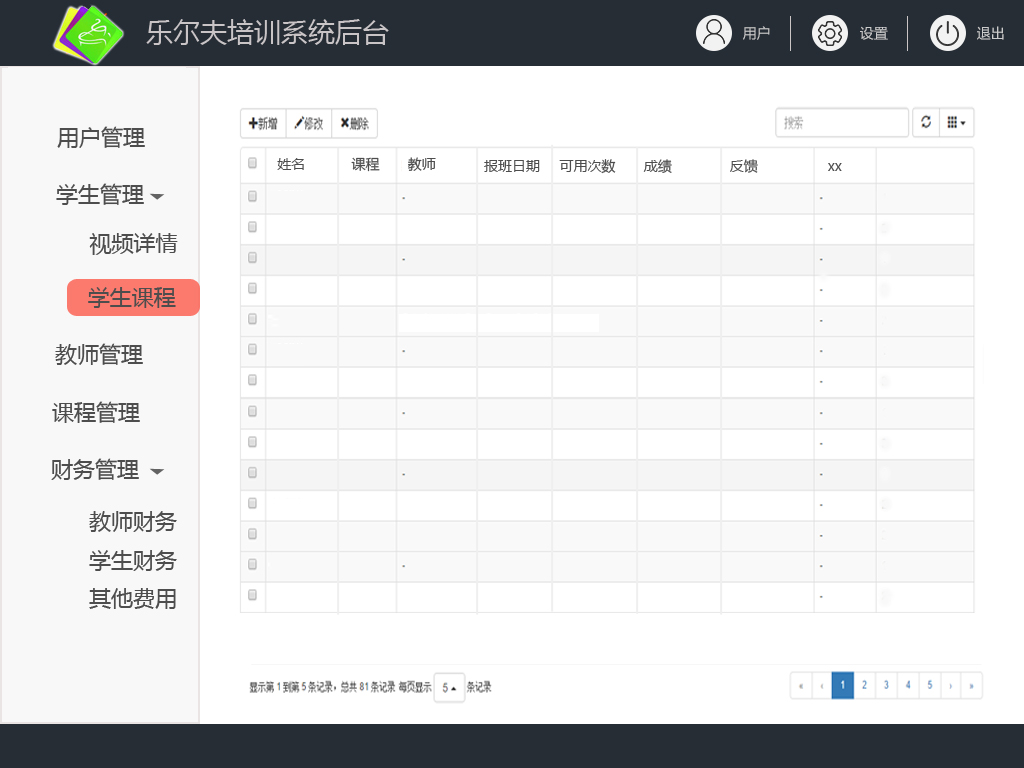 乐尔夫培训系统后台
用户 设置 退出
用户管理
学生管理
视频详情
学生课程
教师管理
课程管理
财务管理
教师财务
学生财务
其他费用
新增 修改 删除
搜索
姓名 课程 教师 报班日期 可用次数 成绩 反馈 xx
- -
-
- -
-
-
- -
-
- -
-
- -
-
-
- -
-
显示第 1 到第 5 条记录，总共 81 条记录 每页显示 5 条记录
« ‹ 1 2 3 4 5 › »